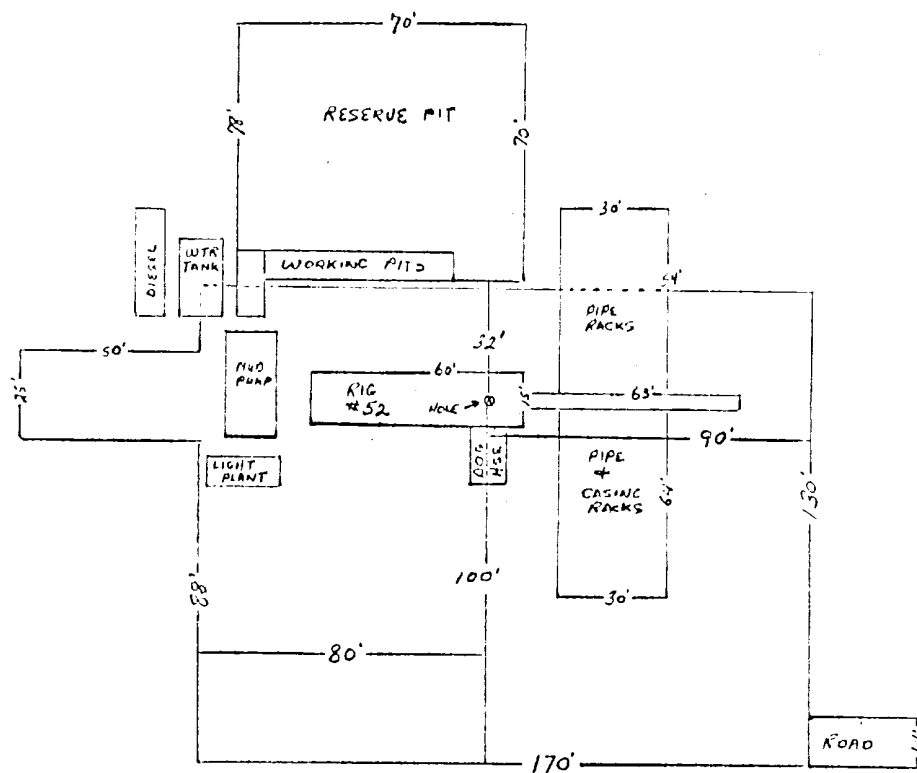 70'
78'
RESERVE PIT
70'
30'
DIESEL
WTR
TANK
WORKING PITS
54'
PIPE
RACKS
50'
32'
25'
MUD
PUMP
60'
RIG
#52
HOLE
15'
63'
90'
LIGHT
PLANT
DOG
HSE
PIPE
+
CASING
RACKS
64'
130'
88'
100'
30'
80'
ROAD
170'